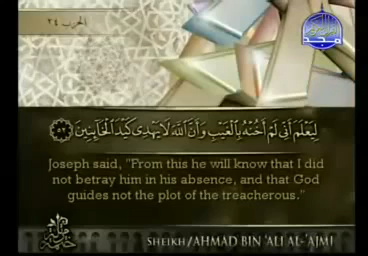 الحزب ٢٤
المجد
لِيَعْلَمَ أَنِّى لَمْ أَخُنْهُ بِالْغَيْبِ وَأَنَّ اللَّهَ لَا يَهْدِى كَيْدَ الْخَائِنِينَ ٥٢
Joseph said, "From this he will know that I did
not betray him in his absence, and that God
guides not the plot of the treacherous."
SHEIKH/AHMAD BIN 'ALI AL-'AJMI